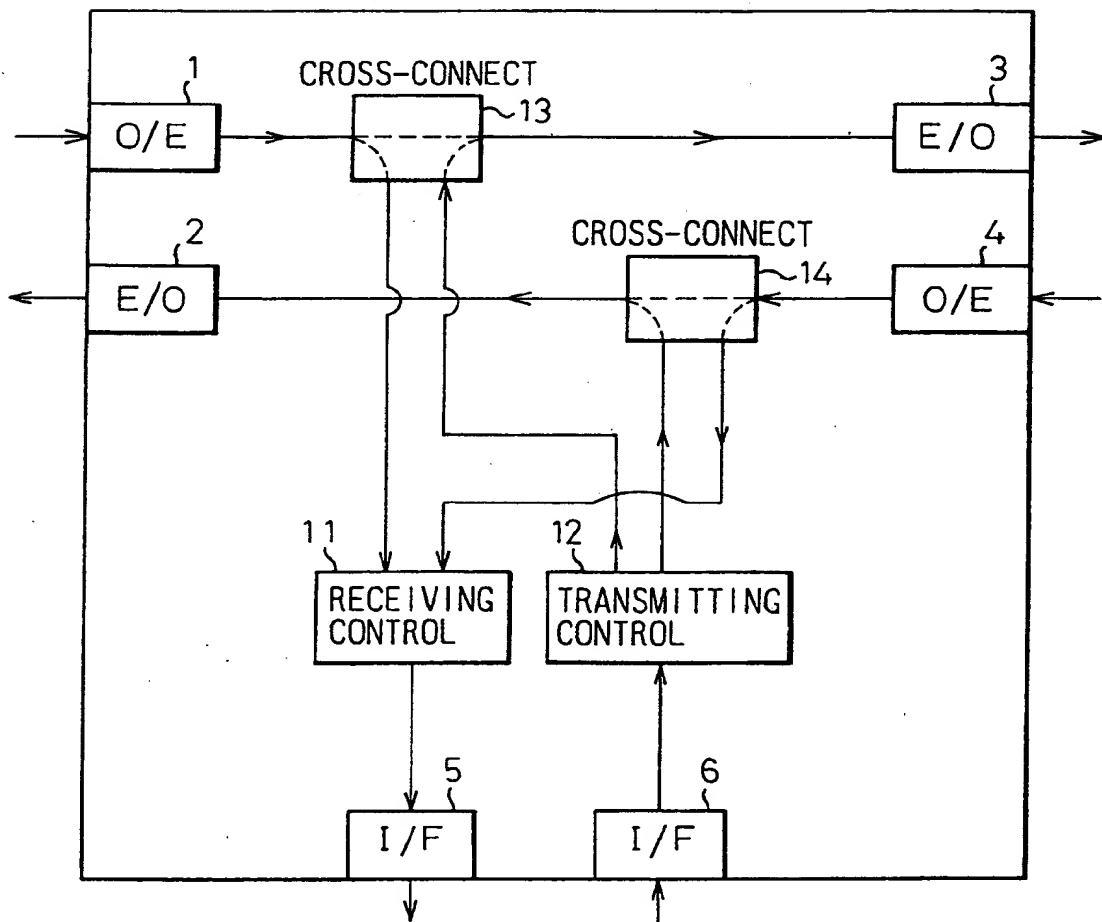 1
O/E
CROSS-CONNECT
13
3
E/O
2
E/O
CROSS-CONNECT
14
4
O/E
11
RECEIVING
CONTROL
12
TRANSMITTING
CONTROL
5
I/F
6
I/F